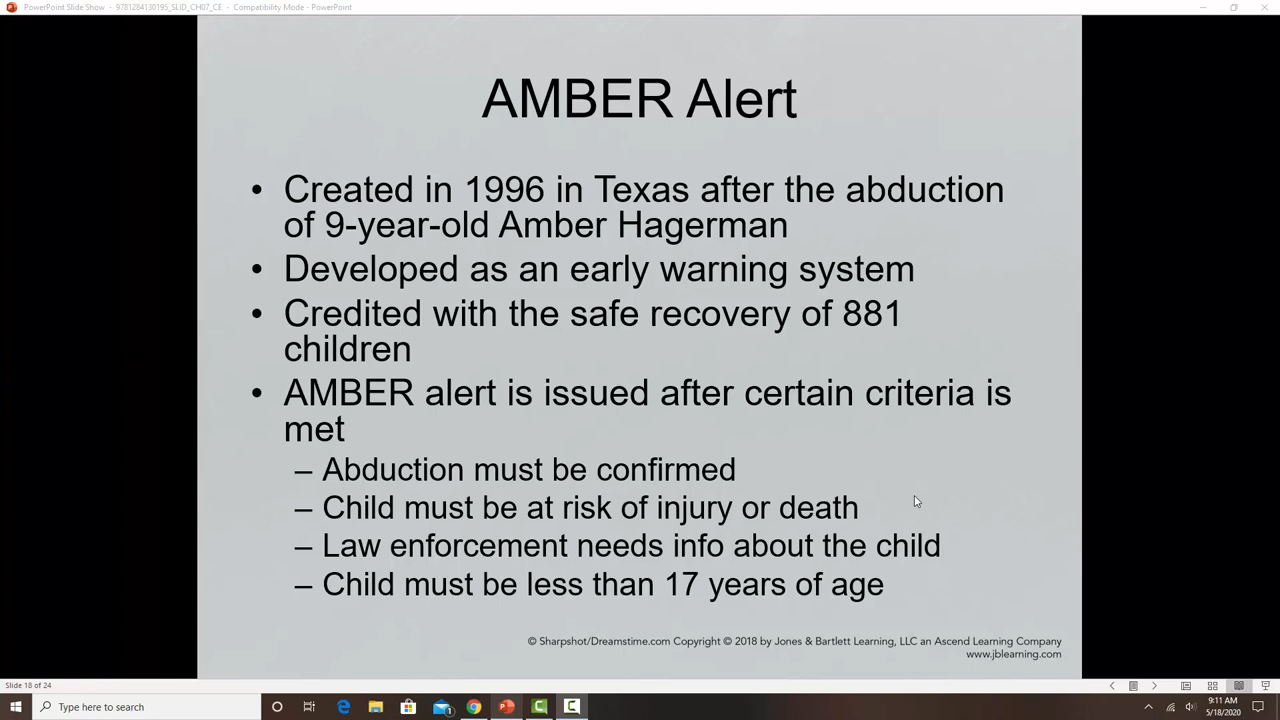 PowerPoint Slide Show - 9781284130195_SLID_CH07_CE - Compatibility Mode - PowerPoint
AMBER Alert
• Created in 1996 in Texas after the abduction
of 9-year-old Amber Hagerman
• Developed as an early warning system
• Credited with the safe recovery of 881
children
• AMBER alert is issued after certain criteria is
met
– Abduction must be confirmed
– Child must be at risk of injury or death
– Law enforcement needs info about the child
– Child must be less than 17 years of age
© Sharpshot/Dreamstime.com Copyright © 2018 by Jones & Bartlett Learning, LLC an Ascend Learning Company
www.jblearning.com
Slide 18 of 24
Type here to search
9:11 AM
5/18/2020